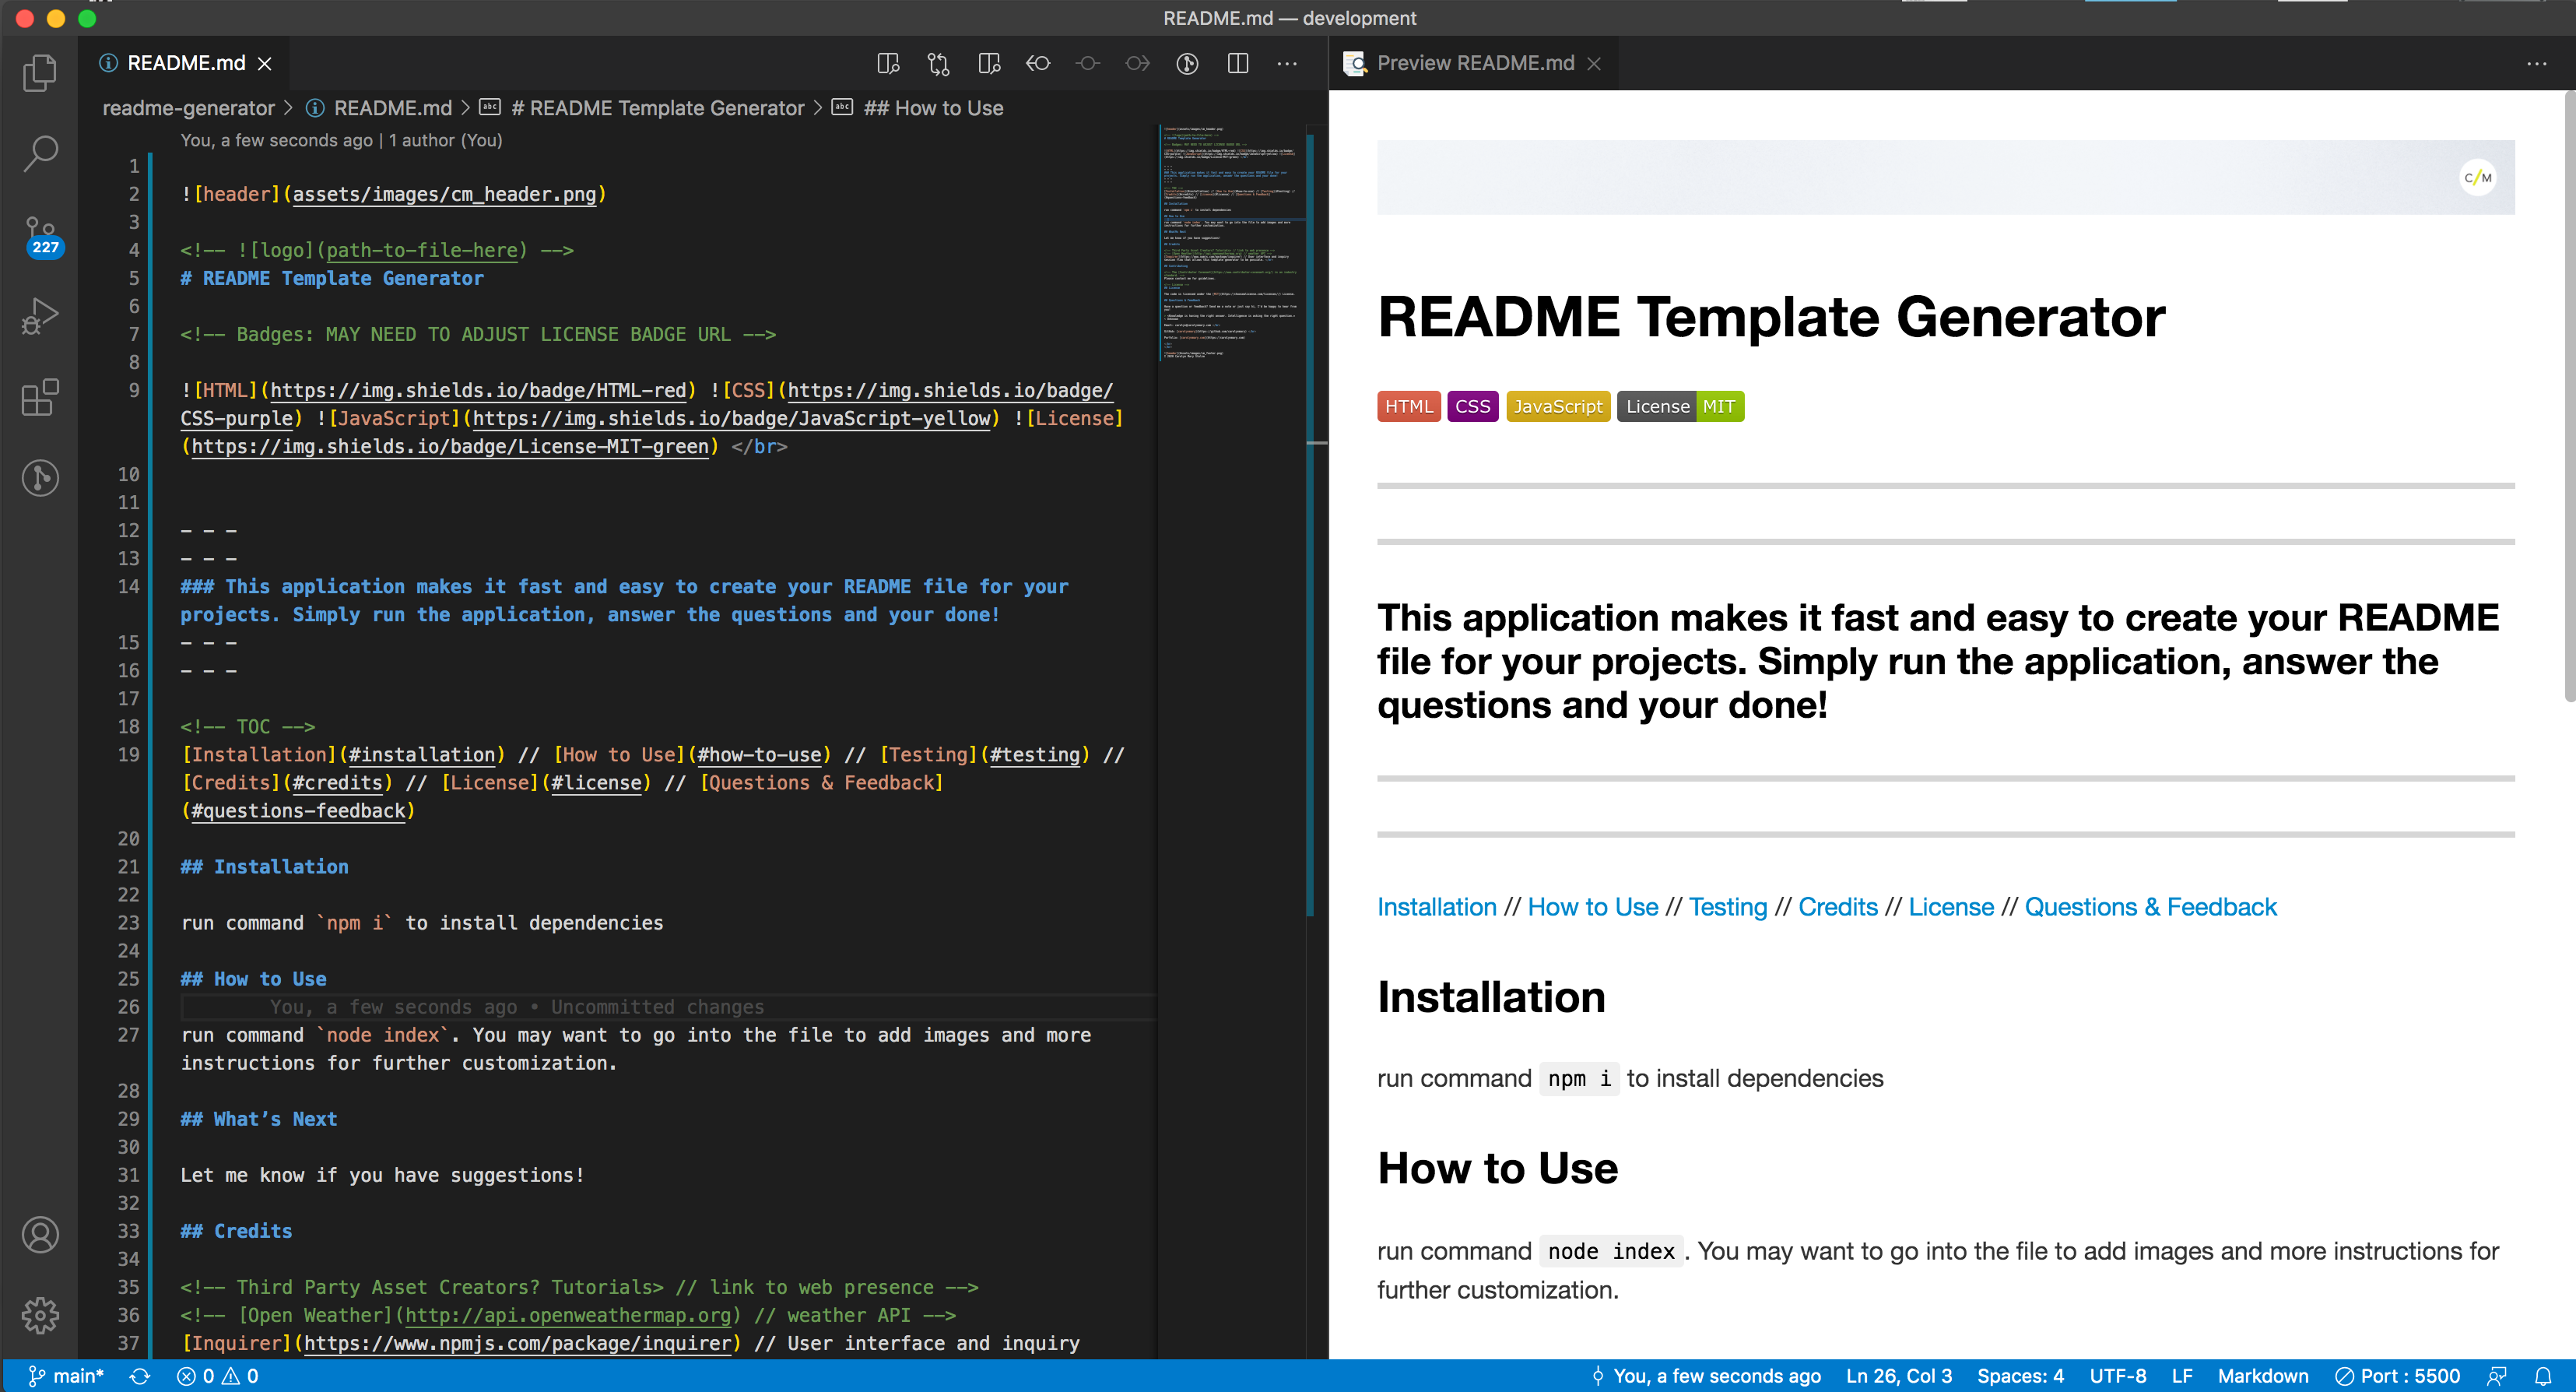 README.md — development
README.md
Preview README.md
readme-generator > README.md > # README Template Generator > ## How to Use
You, a few seconds ago | 1 author (You)
1
2 ![header](assets/images/cm_header.png)
3
4 <!-- ![logo](path-to-file-here) -->
5 # README Template Generator
6
7 <!-- Badges: MAY NEED TO ADJUST LICENSE BADGE URL -->
8
9 ![HTML](https://img.shields.io/badge/HTML-red) ![CSS](https://img.shields.io/badge/
CSS-purple) ![JavaScript](https://img.shields.io/badge/JavaScript-yellow) ![License]
(https://img.shields.io/badge/License-MIT-green) </br>
10
11
12 - - -
13 - - -
14 ### This application makes it fast and easy to create your README file for your
projects. Simply run the application, answer the questions and your done!
15 - - -
16 - - -
17
18 <!-- TOC -->
19 [Installation](#installation) // [How to Use](#how-to-use) // [Testing](#testing) //
[Credits](#credits) // [License](#license) // [Questions & Feedback]
(#questions-feedback)
20
21 ## Installation
22
23 run command `npm i` to install dependencies
24
25 ## How to Use
26 You, a few seconds ago • Uncommitted changes
27 run command `node index`. You may want to go into the file to add images and more
instructions for further customization.
28
29 ## What’s Next
30
31 Let me know if you have suggestions!
32
33 ## Credits
34
35 <!-- Third Party Asset Creators? Tutorials> // link to web presence -->
36 <!-- [Open Weather](http://api.openweathermap.org) // weather API -->
37 [Inquirer](https://www.npmjs.com/package/inquirer) // User interface and inquiry
227
C/M
README Template Generator
HTML CSS JavaScript License MIT
This application makes it fast and easy to create your README
file for your projects. Simply run the application, answer the
questions and your done!
Installation // How to Use // Testing // Credits // License // Questions & Feedback
Installation
run command npm i to install dependencies
How to Use
run command node index. You may want to go into the file to add images and more instructions for
further customization.
main* 0 0 You, a few seconds ago Ln 26, Col 3 Spaces: 4 UTF-8 LF Markdown Port : 5500